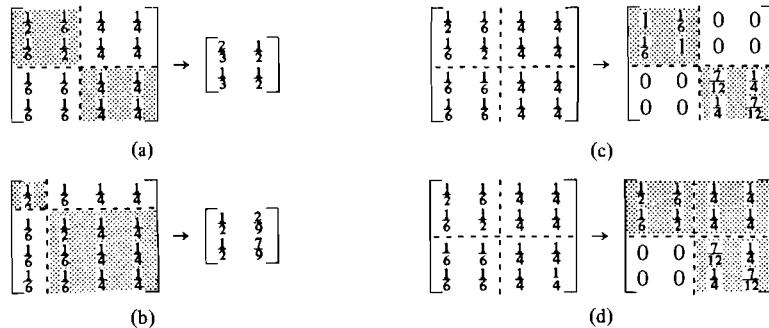 1/2 1/6 1/4 1/4
1/6 1/2 1/4 1/4
1/6 1/6 1/4 1/4
1/6 1/6 1/4 1/4
→
2/3 1/2
1/3 1/2
(a)
1/2 1/6 1/4 1/4
1/6 1/2 1/4 1/4
1/6 1/6 1/4 1/4
1/6 1/6 1/4 1/4
→
1 1/6 0 0
1/6 1 0 0
0 0 7/12 1/4
0 0 1/4 7/12
(c)
1/2 1/6 1/4 1/4
1/6 1/2 1/4 1/4
1/6 1/6 1/4 1/4
1/6 1/6 1/4 1/4
→
1/2 2/9
1/2 7/9
(b)
1/2 1/6 1/4 1/4
1/6 1/2 1/4 1/4
1/6 1/6 1/4 1/4
1/6 1/6 1/4 1/4
→
1/2 1/6 1/4 1/4
1/6 1/2 1/4 1/4
0 0 7/12 1/4
0 0 1/4 7/12
(d)